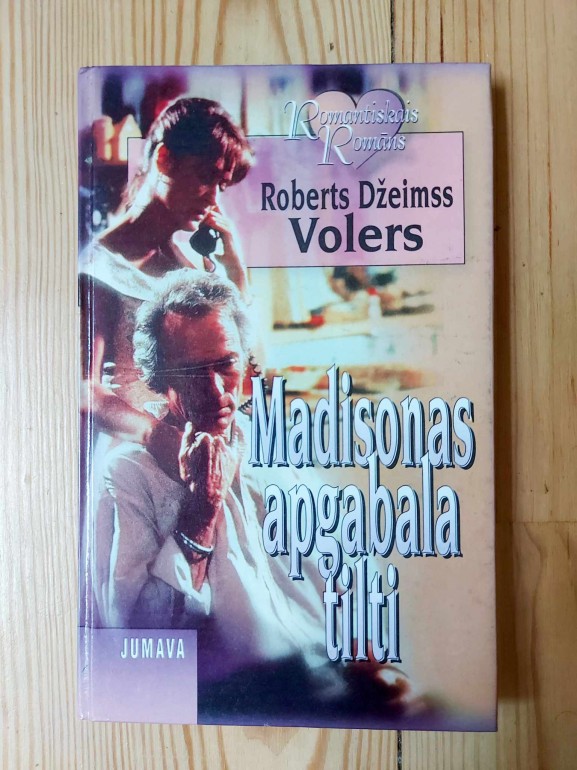 Romantiskais
Romāns
Roberts Džeimss
Volers
Madisonas
apgabala
tilti
JUMAVA